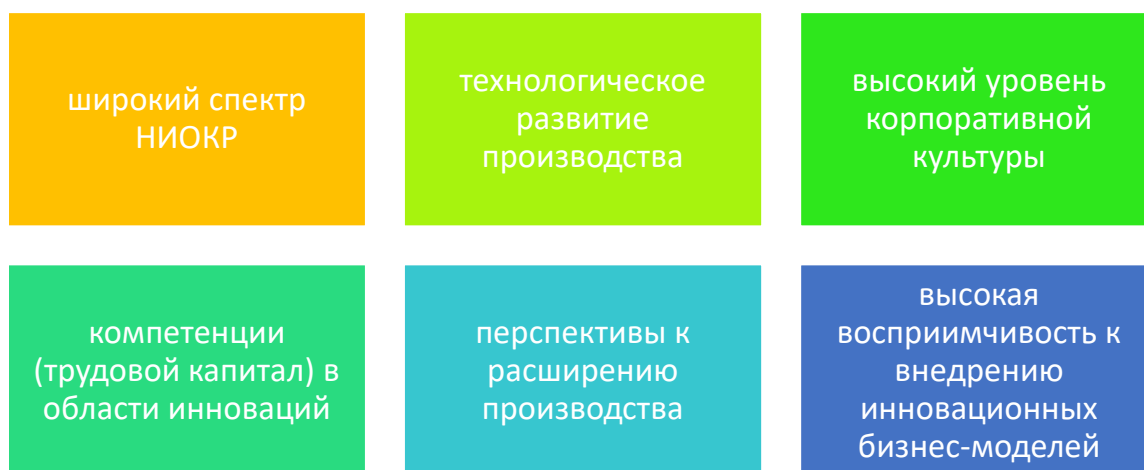 широкий спектр
НИОКР
технологическое
развитие
производства
высокий уровень
корпоративной
культуры
компетенции
(трудовой капитал) в
области инноваций
перспективы к
расширению
производства
высокая
восприимчивость к
внедрению
инновационных
бизнес-моделей